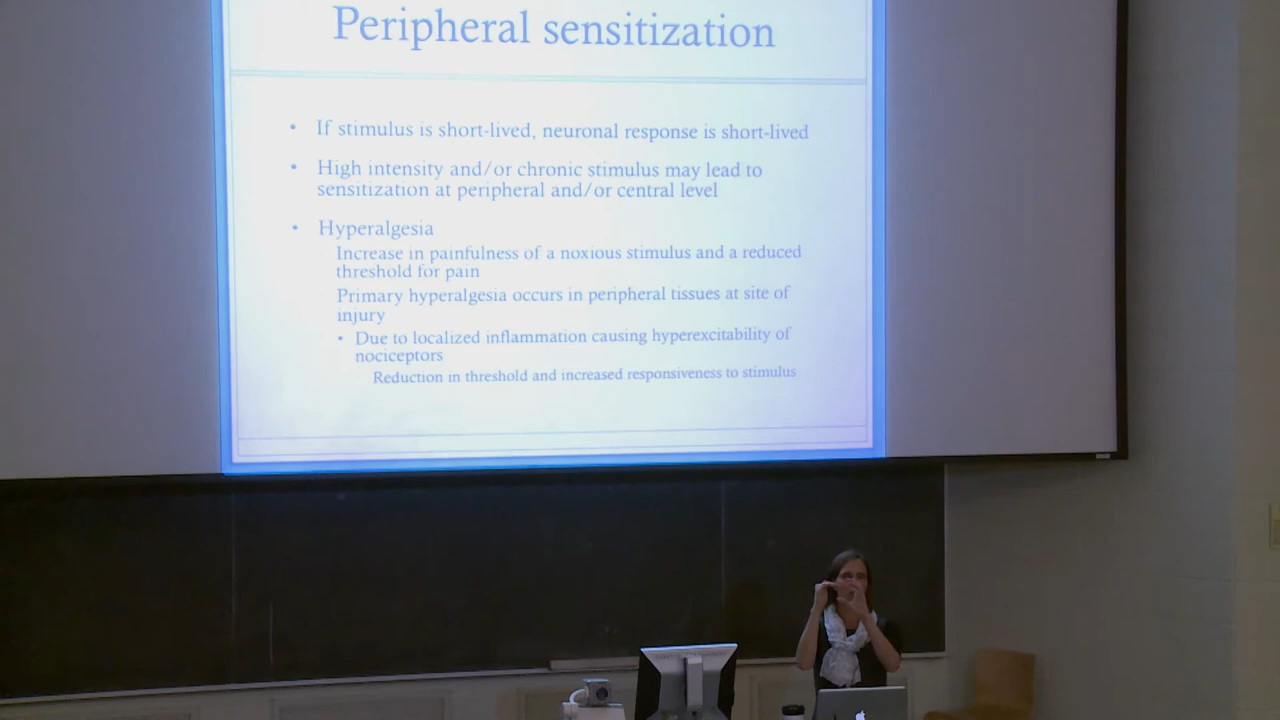 Peripheral sensitization
• If stimulus is short-lived, neuronal response is short-lived
• High intensity and/or chronic stimulus may lead to
sensitization at peripheral and/or central level
• Hyperalgesia
Increase in painfulness of a noxious stimulus and a reduced
threshold for pain
Primary hyperalgesia occurs in peripheral tissues at site of
injury
• Due to localized inflammation causing hyperexcitability of
nociceptors
Reduction in threshold and increased responsiveness to stimulus